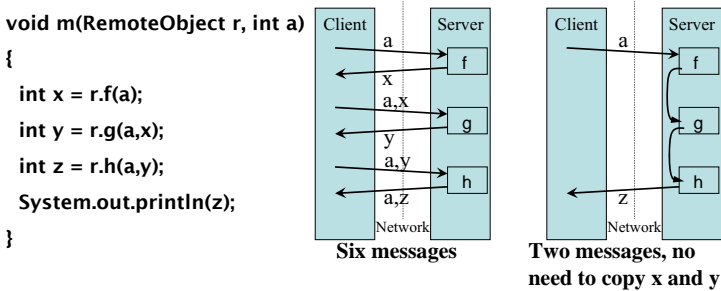 void m(RemoteObject r, int a)
{
int x = r.f(a);
int y = r.g(a,x);
int z = r.h(a,y);
System.out.println(z);
}
Client
Server
a
f
x
a,x
g
y
a,y
h
a,z
Network
Six messages
Client
Server
a
f
g
h
z
Network
Two messages, no
need to copy x and y